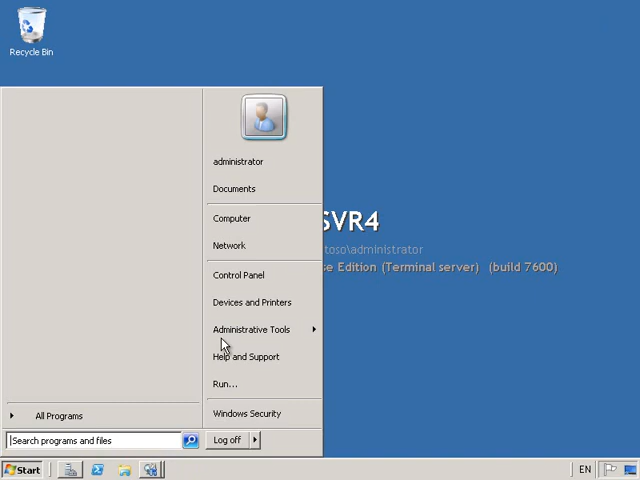 Recycle Bin
administrator
Documents
Computer
SVR4
Network
toso\administrator
se Edition (Terminal server) (build 7600)
Control Panel
Devices and Printers
Administrative Tools
Help and Support
Run...
All Programs
Windows Security
Search programs and files
Log off
Start
EN